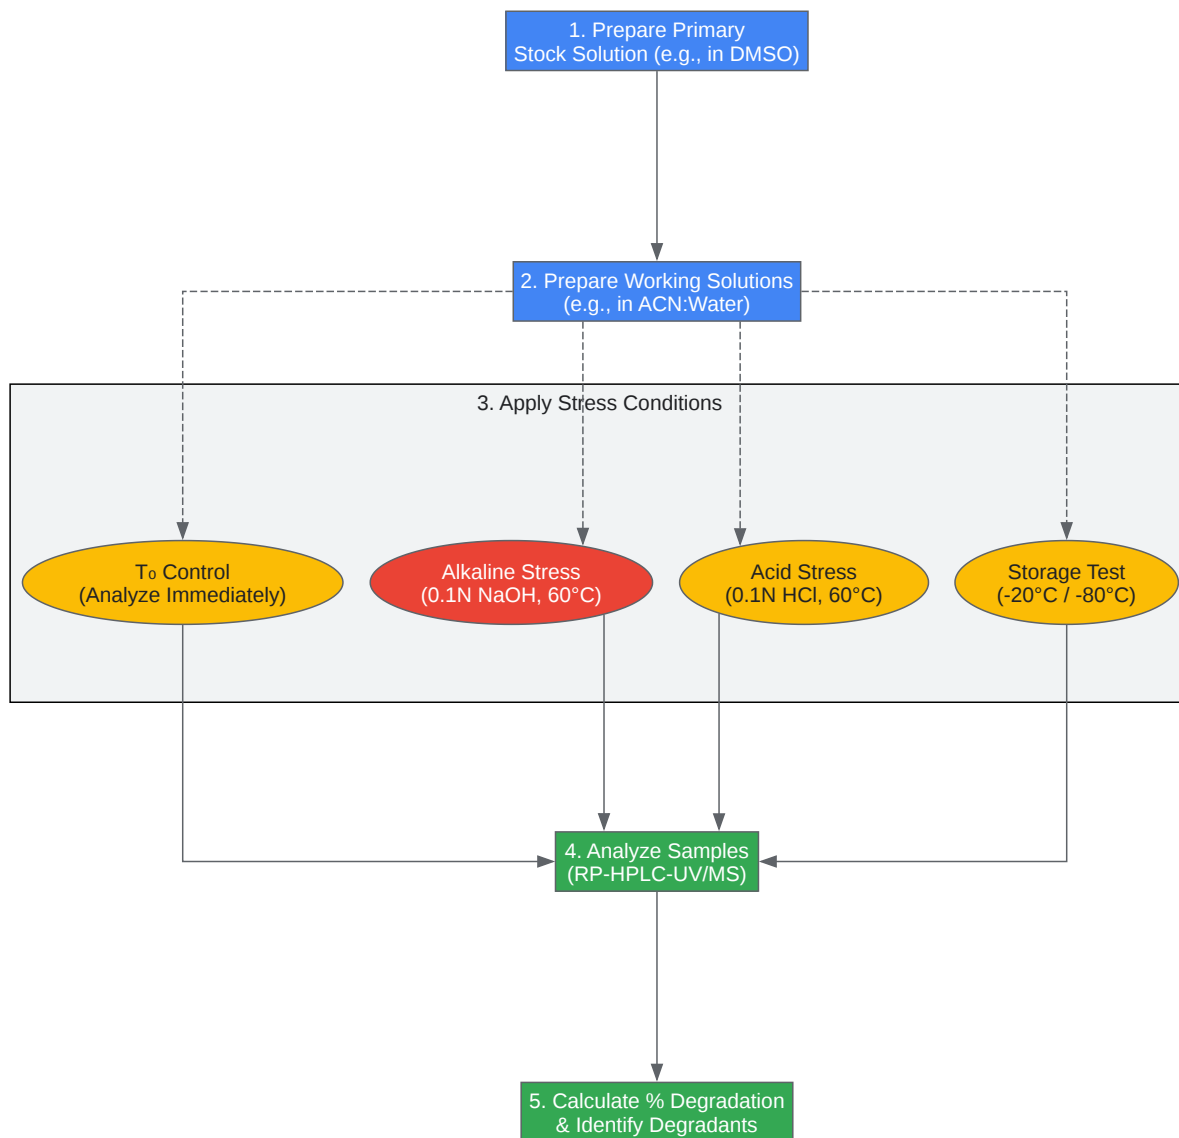 1. Prepare Primary
Stock Solution (e.g., in DMSO)
2. Prepare Working Solutions
(e.g., in ACN:Water)
3. Apply Stress Conditions
T₀ Control
(Analyze Immediately)
Alkaline Stress
(0.1N NaOH, 60°C)
Acid Stress
(0.1N HCl, 60°C)
Storage Test
(-20°C / -80°C)
4. Analyze Samples
(RP-HPLC-UV/MS)
5. Calculate % Degradation
& Identify Degradants